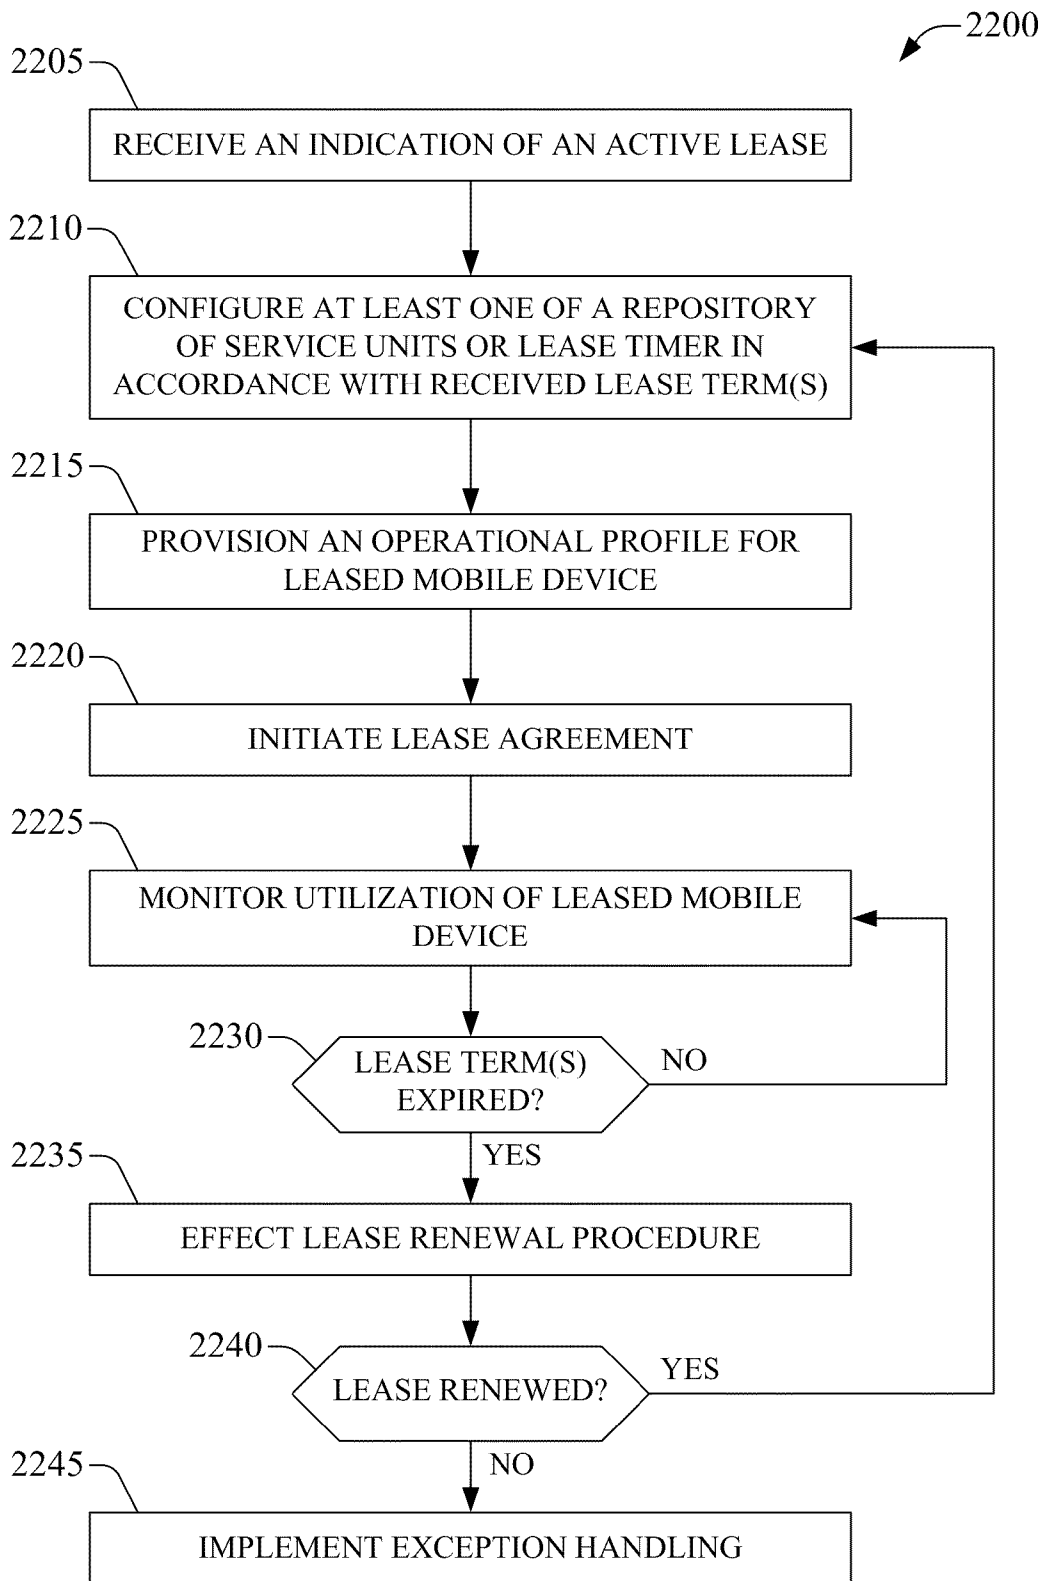 2200
2205
RECEIVE AN INDICATION OF AN ACTIVE LEASE
2210
CONFIGURE AT LEAST ONE OF A REPOSITORY
OF SERVICE UNITS OR LEASE TIMER IN
ACCORDANCE WITH RECEIVED LEASE TERM(S)
2215
PROVISION AN OPERATIONAL PROFILE FOR
LEASED MOBILE DEVICE
2220
INITIATE LEASE AGREEMENT
2225
MONITOR UTILIZATION OF LEASED MOBILE
DEVICE
2230
LEASE TERM(S)
EXPIRED?
NO
YES
2235
EFFECT LEASE RENEWAL PROCEDURE
2240
LEASE RENEWED?
YES
NO
2245
IMPLEMENT EXCEPTION HANDLING